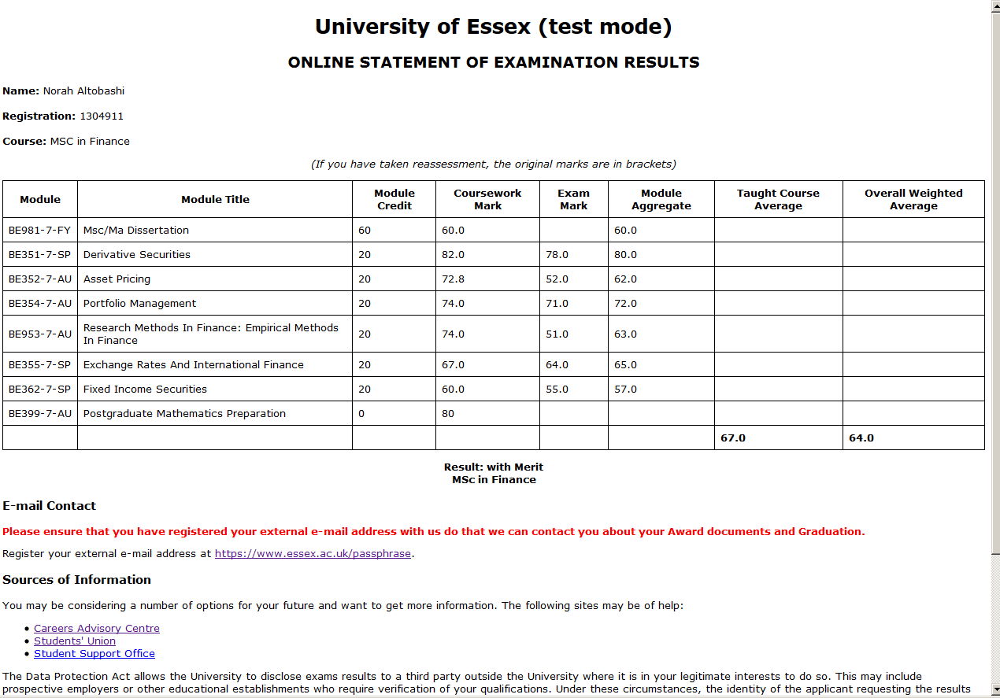 University of Essex (test mode)
ONLINE STATEMENT OF EXAMINATION RESULTS
Name: Norah Altobashi
Registration: 1304911
Course: MSC in Finance
(If you have taken reassessment, the original marks are in brackets)
Module Module Title Module Credit Coursework Mark Exam Mark Module Aggregate Taught Course Average Overall Weighted Average
BE981-7-FY Msc/Ma Dissertation 60 60.0 60.0
BE351-7-SP Derivative Securities 20 82.0 78.0 80.0
BE352-7-AU Asset Pricing 20 72.8 52.0 62.0
BE354-7-AU Portfolio Management 20 74.0 71.0 72.0
BE953-7-AU Research Methods In Finance: Empirical Methods In Finance 20 74.0 51.0 63.0
BE355-7-SP Exchange Rates And International Finance 20 67.0 64.0 65.0
BE362-7-SP Fixed Income Securities 20 60.0 55.0 57.0
BE399-7-AU Postgraduate Mathematics Preparation 0 80
67.0 64.0
Result: with Merit
MSc in Finance
E-mail Contact
Please ensure that you have registered your external e-mail address with us do that we can contact you about your Award documents and Graduation.
Register your external e-mail address at https://www.essex.ac.uk/passphrase.
Sources of Information
You may be considering a number of options for your future and want to get more information. The following sites may be of help:
• Careers Advisory Centre
• Students' Union
• Student Support Office
The Data Protection Act allows the University to disclose exams results to a third party outside the University where it is in your legitimate interests to do so. This may include
prospective employers or other educational establishments who require verification of your qualifications. Under these circumstances, the identity of the applicant requesting the results